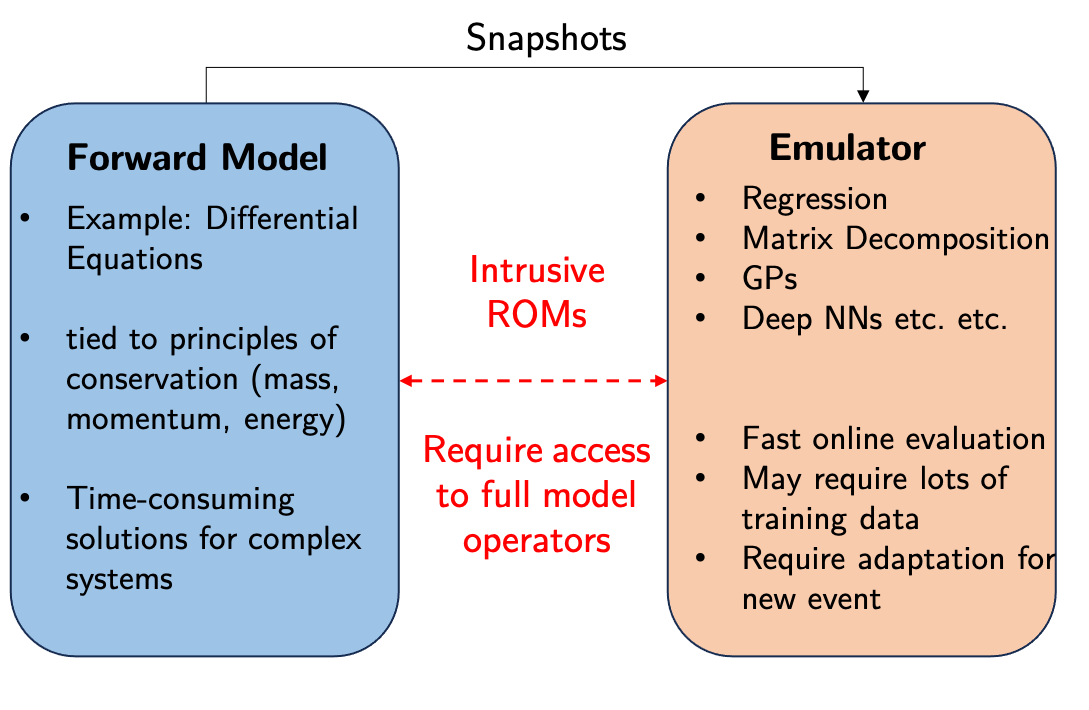 Snapshots
Forward Model
• Example: Differential
Equations
• tied to principles of
conservation (mass,
momentum, energy)
• Time-consuming
solutions for complex
systems
Intrusive
ROMs
Require access
to full model
operators
Emulator
• Regression
• Matrix Decomposition
• GPs
• Deep NNs etc. etc.
• Fast online evaluation
• May require lots of
training data
• Require adaptation for
new event